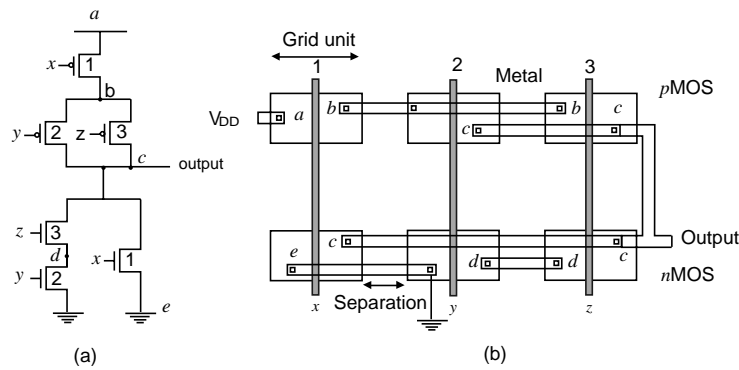 a
x 1
b
y 2 z 3
c
output
z 3
d x 1
y 2
e
(a)
Grid unit
1 2 3
Metal
pMOS
VDD a b b c
c
Output
e c d d c
nMOS
Separation
x y z
(b)